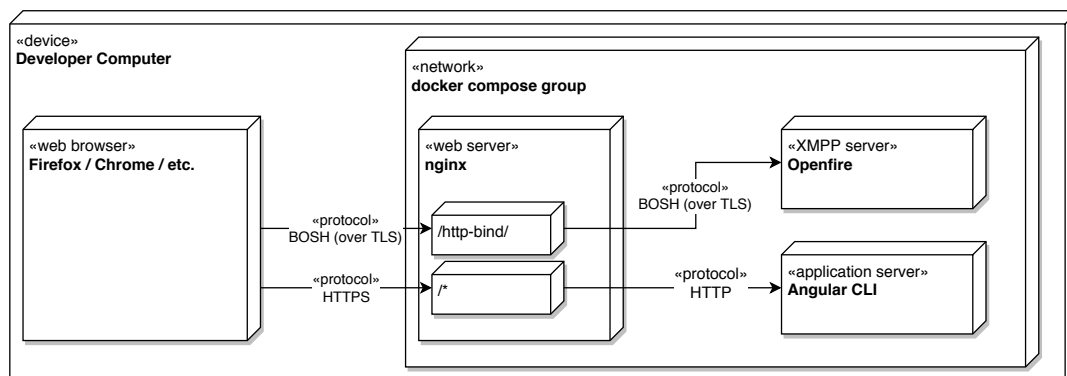 «device»
Developer Computer
«network»
docker compose group
«web browser»
Firefox / Chrome / etc.
«web server»
nginx
«XMPP server»
Openfire
«protocol»
BOSH (over TLS)
«protocol»
BOSH (over TLS)
/http-bind/
«protocol»
HTTPS
/*
«protocol»
HTTP
«application server»
Angular CLI